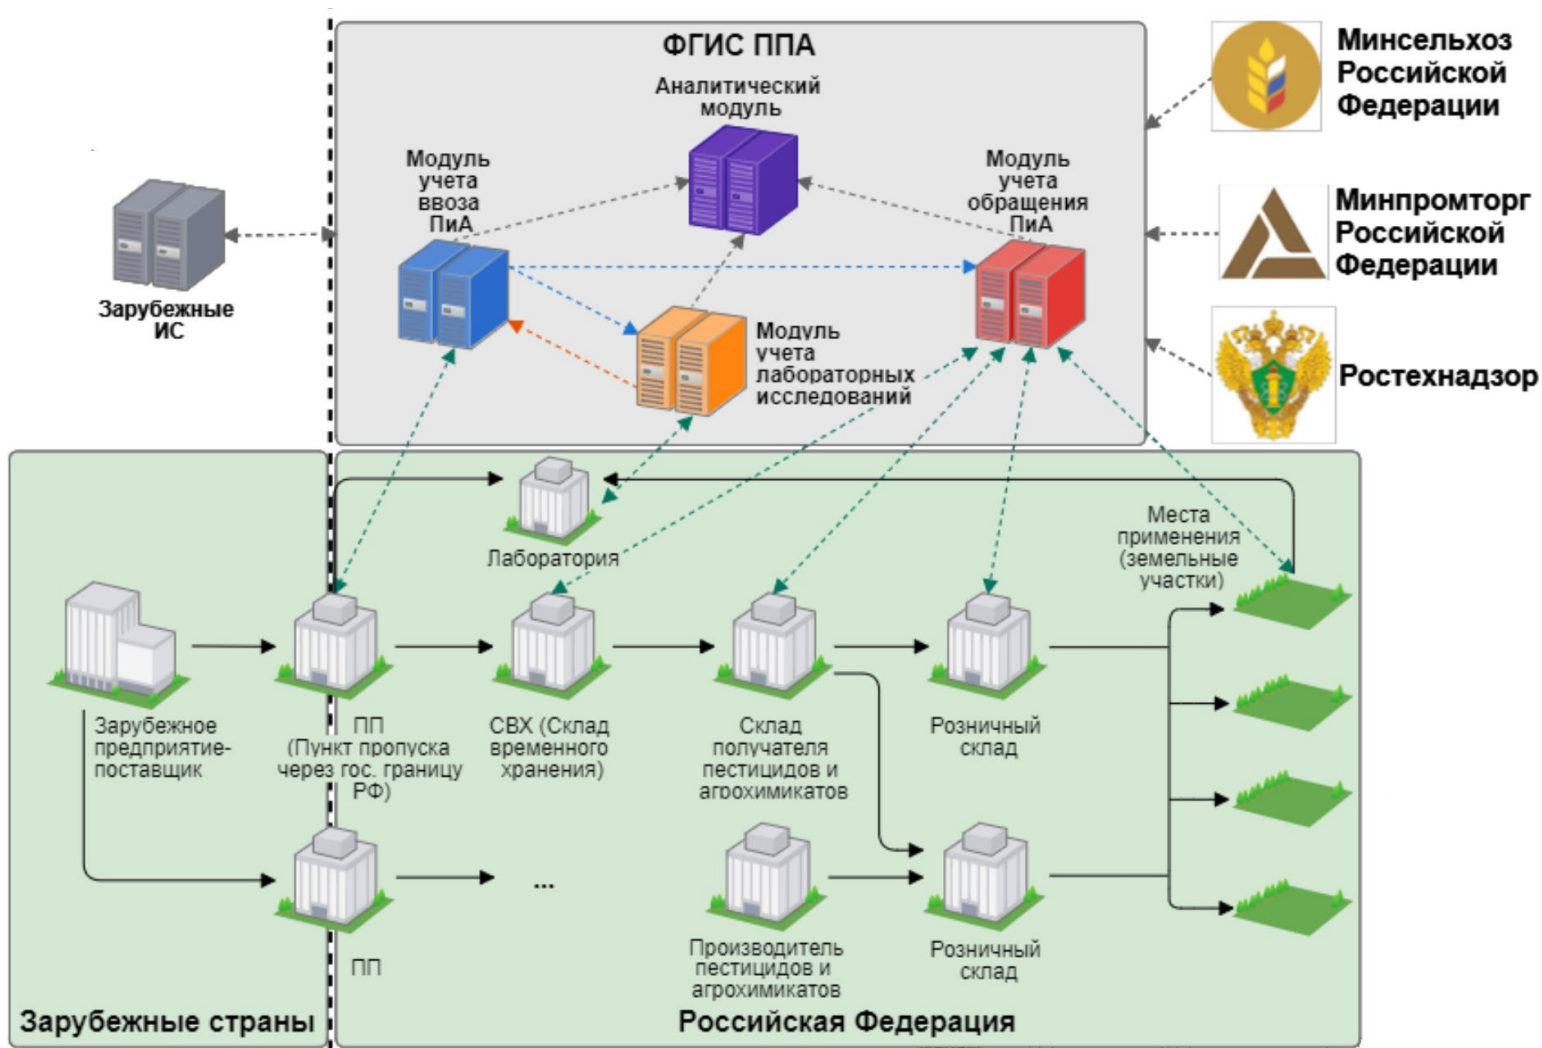 ФГИС ППА
Аналитический
модуль
Модуль
учета
ввоза
ПиА
Модуль
учета
обращения
ПиА
Модуль
учета
лабораторных
исследований
Зарубежные
ИС
Минсельхоз
Российской
Федерации
Минпромторг
Российской
Федерации
Ростехнадзор
Лаборатория
Места
применения
(земельные
участки)
Зарубежное
предприятие-
поставщик
ПП
(Пункт пропуска
через гос. границу
РФ)
СВХ (Склад
временного
хранения)
Склад
получателя
пестицидов и
агрохимикатов
Розничный
склад
ПП
...
Производитель
пестицидов и
агрохимикатов
Розничный
склад
Зарубежные страны
Российская Федерация